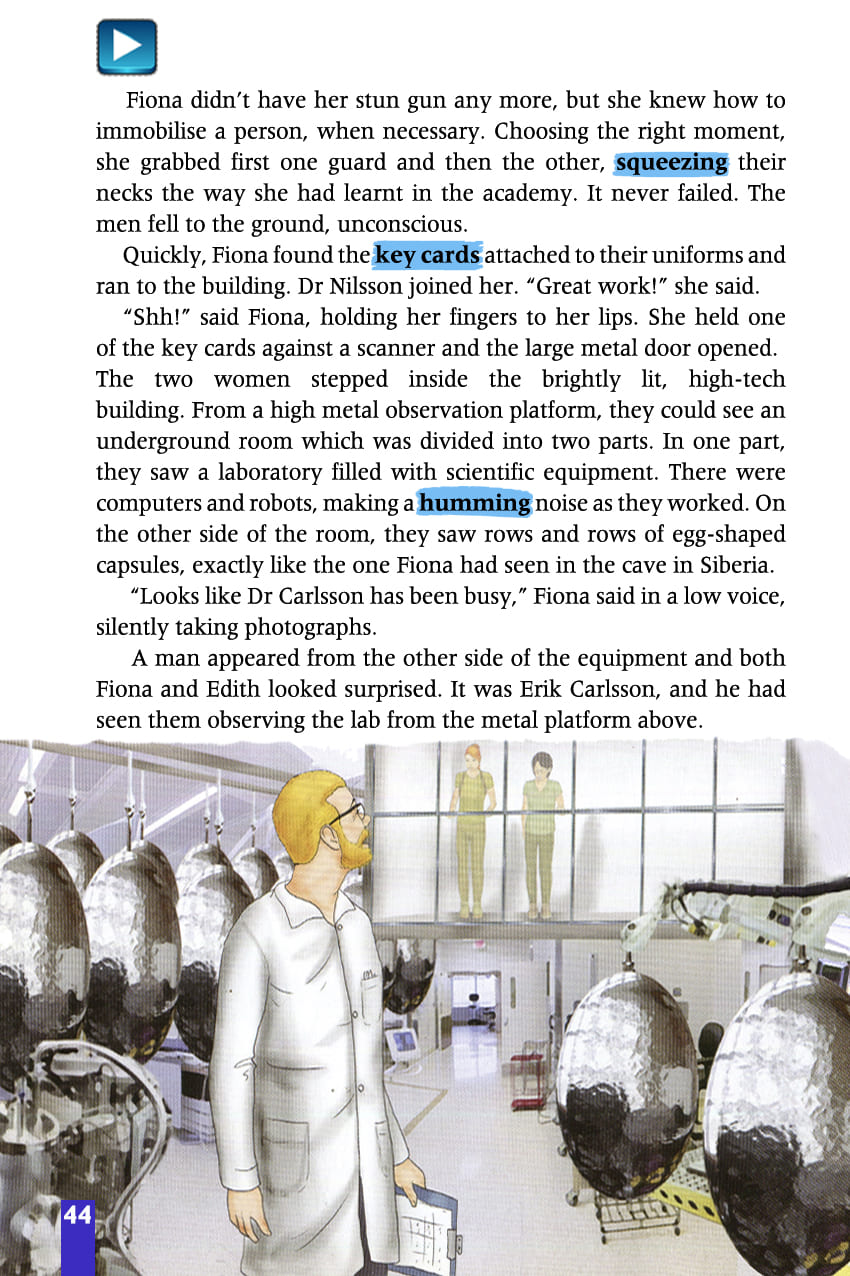 Fiona didn’t have her stun gun any more, but she knew how to
immobilise a person, when necessary. Choosing the right moment,
she grabbed first one guard and then the other, squeezing their
necks the way she had learnt in the academy. It never failed. The
men fell to the ground, unconscious.
Quickly, Fiona found the key cards attached to their uniforms and
ran to the building. Dr Nilsson joined her. “Great work!” she said.
“Shh!” said Fiona, holding her fingers to her lips. She held one
of the key cards against a scanner and the large metal door opened.
The two women stepped inside the brightly lit, high-tech
building. From a high metal observation platform, they could see an
underground room which was divided into two parts. In one part,
they saw a laboratory filled with scientific equipment. There were
computers and robots, making a humming noise as they worked. On
the other side of the room, they saw rows and rows of egg-shaped
capsules, exactly like the one Fiona had seen in the cave in Siberia.
“Looks like Dr Carlsson has been busy,” Fiona said in a low voice,
silently taking photographs.
A man appeared from the other side of the equipment and both
Fiona and Edith looked surprised. It was Erik Carlsson, and he had
seen them observing the lab from the metal platform above.
44